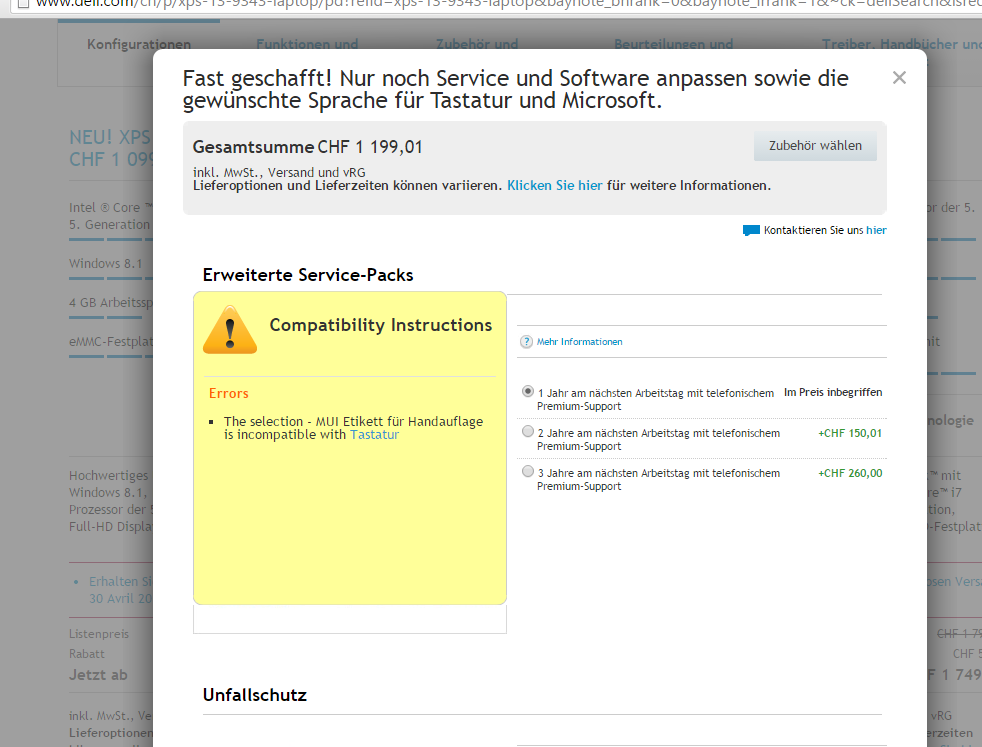 www.dell.com/ch/p/xps-13-9343-laptop/pd?refid=xps-13-9343-laptop&baynote_bnrank=0&baynote_irrank=1&~ck=dellSearch&isred
Konfigurationen
Funktionen und
Zubehör und
Beurteilungen und
Treiber, Handbücher und
Fast geschafft! Nur noch Service und Software anpassen sowie die
gewünschte Sprache für Tastatur und Microsoft.
Gesamtsumme CHF 1 199,01
Zubehör wählen
inkl. MwSt., Versand und vRG
Lieferoptionen und Lieferzeiten können variieren. Klicken Sie hier für weitere Informationen.
Kontaktieren Sie uns hier
Erweiterte Service-Packs
Compatibility Instructions
Errors
The selection - MUI Etikett für Handauflage
is incompatible with Tastatur
Mehr Informationen
1 Jahr am nächsten Arbeitstag mit telefonischem
Premium-Support
Im Preis inbegriffen
2 Jahre am nächsten Arbeitstag mit telefonischem
Premium-Support
+CHF 150,01
3 Jahre am nächsten Arbeitstag mit telefonischem
Premium-Support
+CHF 260,00
Unfallschutz
NEU! XPS
CHF 1 099
Intel ® Core ™
5. Generation
Windows 8.1
4 GB Arbeitssp
eMMC-Festplat
Hochwertiges
Windows 8.1,
Prozessor der 5
Full-HD Displa
Erhalten Si
30 Avril 20
Listenpreis
Rabatt
Jetzt ab
inkl. MwSt., Ve
Lieferoptionen
or der 5.
mit
nologie
™ mit
re™ i7
tion,
D-Festplat
osen Versa
CHF 1 79
CHF 5
F 1 749
vRG
erzeiten